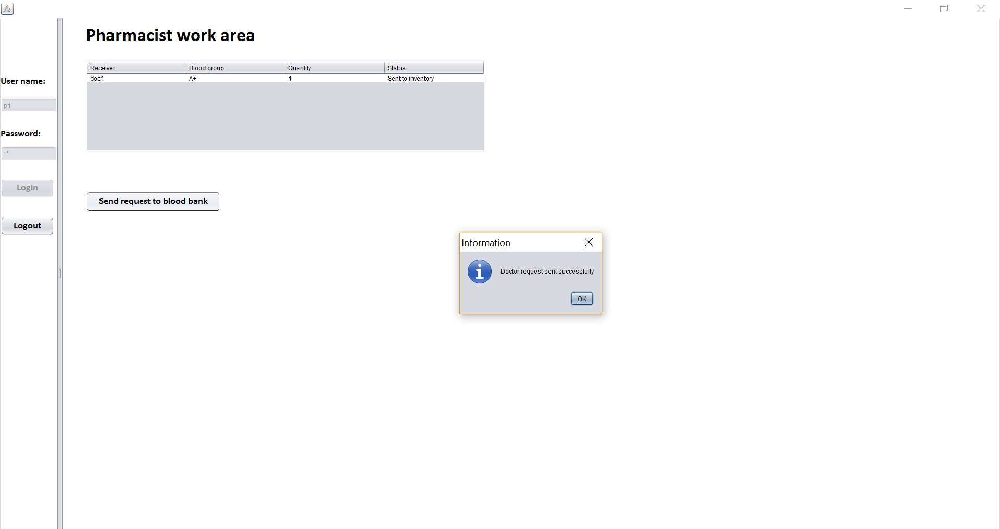 Pharmacist work area
Receiver Blood group Quantity Status
doc1 A+ 1 Sent to inventory
User name:
p1
Password:
**
Login
Logout
Send request to blood bank
Information
Doctor request sent successfully
OK